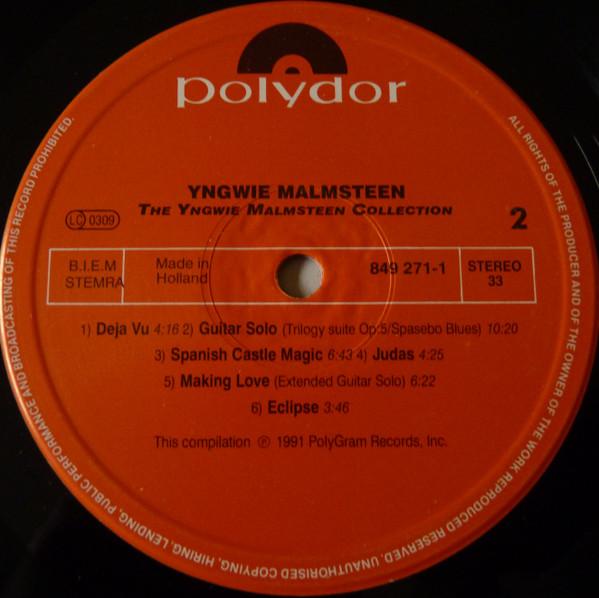 polydor
YNGWIE MALMSTEEN
THE YNGWIE MALMSTEEN COLLECTION
LC 0309
2
B.I.E.M
STEMRA
Made in
Holland
849 271-1
STEREO
33
1) Deja Vu 4:16 2) Guitar Solo (Trilogy suite Op:5/Spasebo Blues) 10:20
3) Spanish Castle Magic 6:43 4) Judas 4:25
5) Making Love (Extended Guitar Solo) 6:22
6) Eclipse 3:46
This compilation ℗ 1991 PolyGram Records, Inc.
ALL RIGHTS OF THE PRODUCER AND OF THE OWNER OF THE WORK REPRODUCED RESERVED. UNAUTHORISED COPYING, HIRING, LENDING, PUBLIC PERFORMANCE AND BROADCASTING OF THIS RECORD PROHIBITED.